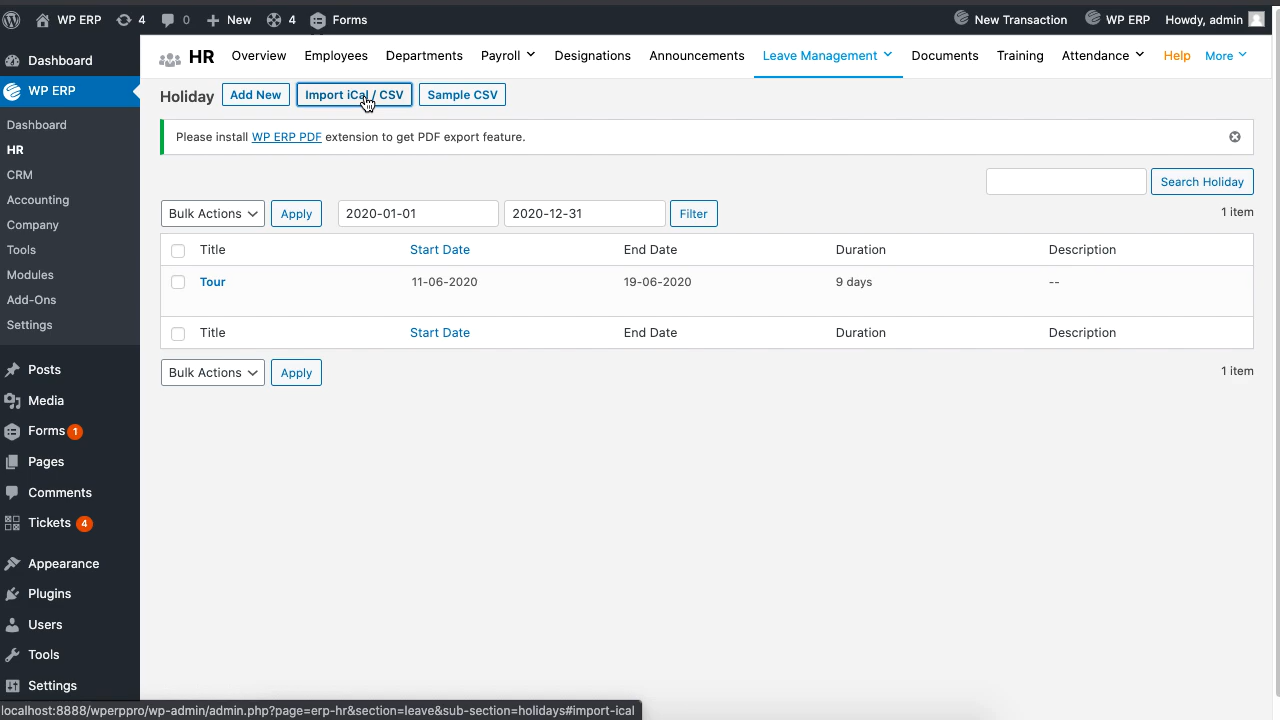 WP ERP 4 0 New 4 Forms New Transaction WP ERP Howdy, admin
Dashboard
WP ERP
Dashboard
HR
CRM
Accounting
Company
Tools
Modules
Add-Ons
Settings
Posts
Media
Forms 1
Pages
Comments
Tickets 4
Appearance
Plugins
Users
Tools
Settings
HR Overview Employees Departments Payroll Designations Announcements Leave Management Documents Training Attendance Help More
Holiday Add New Import iCal / CSV Sample CSV
Please install WP ERP PDF extension to get PDF export feature.
Search Holiday
Bulk Actions Apply 2020-01-01 2020-12-31 Filter 1 item
Title Start Date End Date Duration Description
Tour 11-06-2020 19-06-2020 9 days --
Title Start Date End Date Duration Description
Bulk Actions Apply 1 item
localhost:8888/wperppro/wp-admin/admin.php?page=erp-hr&section=leave&sub-section=holidays#import-ical